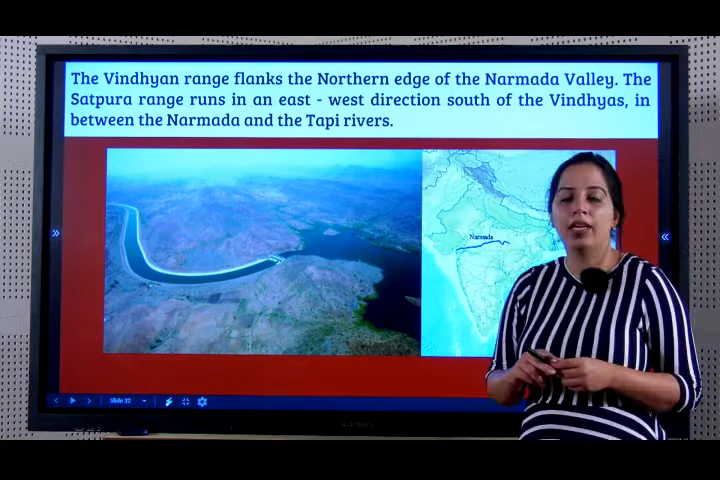 The Vindhyan range flanks the Northern edge of the Narmada Valley. The
Satpura range runs in an east - west direction south of the Vindhyas, in
between the Narmada and the Tapi rivers.
Narmada
Slide 32